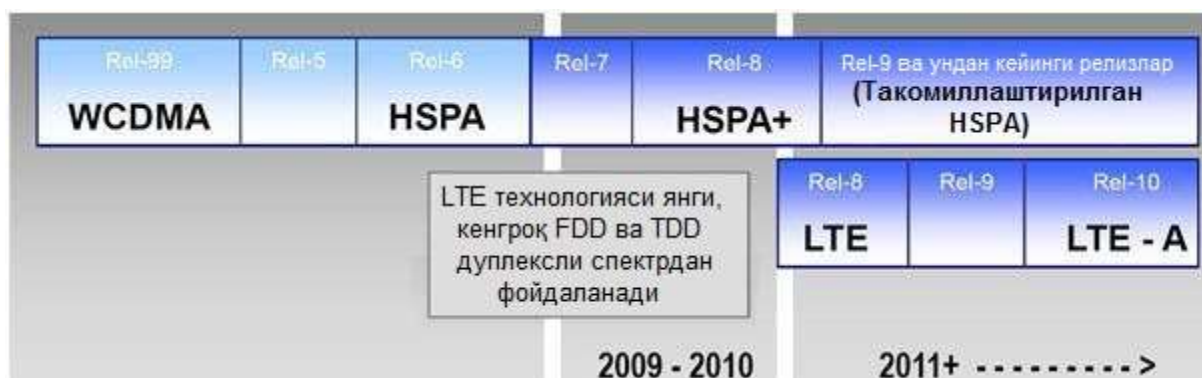 Rel-99 Rel-5 Rel-6 Rel-7 Rel-8 Rel-9 ва ундан кейинги релизлар
WCDMA HSPA HSPA+ (Такомиллаштирилган
HSPA)
Rel-8 Rel-9 Rel-10
LTE LTE - A
LTE технологияси янги,
кенгроқ FDD ва TDD
дуплексли спектрдан
фойдаланади
2009 - 2010 2011+ - - - - - - - - - >